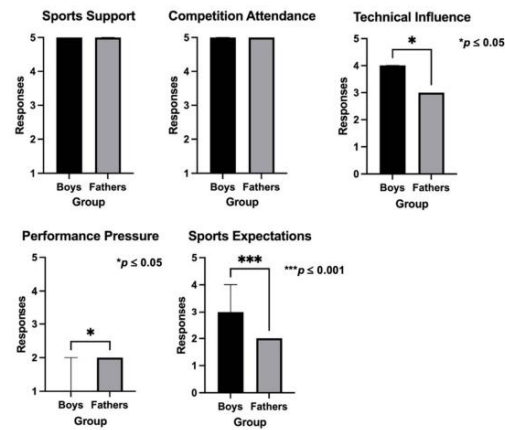 Sports Support
Responses
5
4
3
2
1
Boys Fathers
Group
Competition Attendance
Responses
5
4
3
2
1
Boys Fathers
Group
Technical Influence
*p ≤ 0.05
Responses
5
4
3
2
1
*
Boys Fathers
Group
Performance Pressure
*p ≤ 0.05
Responses
5
4
3
2
1
*
Boys Fathers
Group
Sports Expectations
***p ≤ 0.001
Responses
5
4
3
2
1
0
***
Boys Fathers
Group